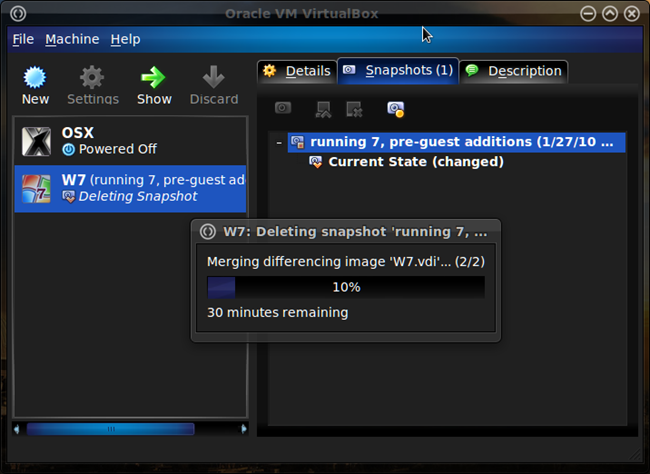 Oracle VM VirtualBox
File Machine Help
New Settings Show Discard
Details Snapshots (1) Description
OSX
Powered Off
W7 (running 7, pre-guest ad
Deleting Snapshot
running 7, pre-guest additions (1/27/10 ...
Current State (changed)
W7: Deleting snapshot 'running 7, ...
Merging differencing image 'W7.vdi'... (2/2)
10%
30 minutes remaining